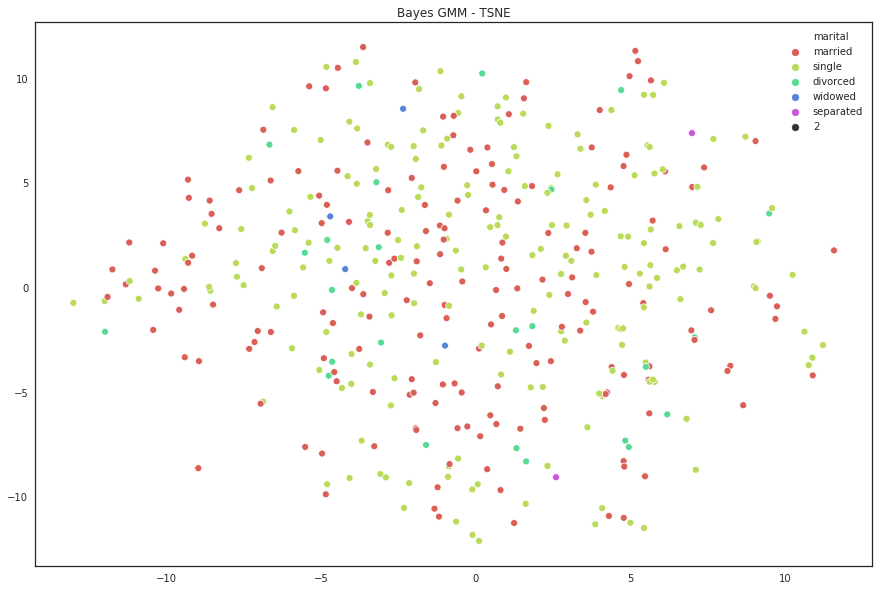 Bayes GMM - TSNE
marital
married
single
divorced
widowed
separated
2
10
5
0
−5
−10
−10 −5 0 5 10